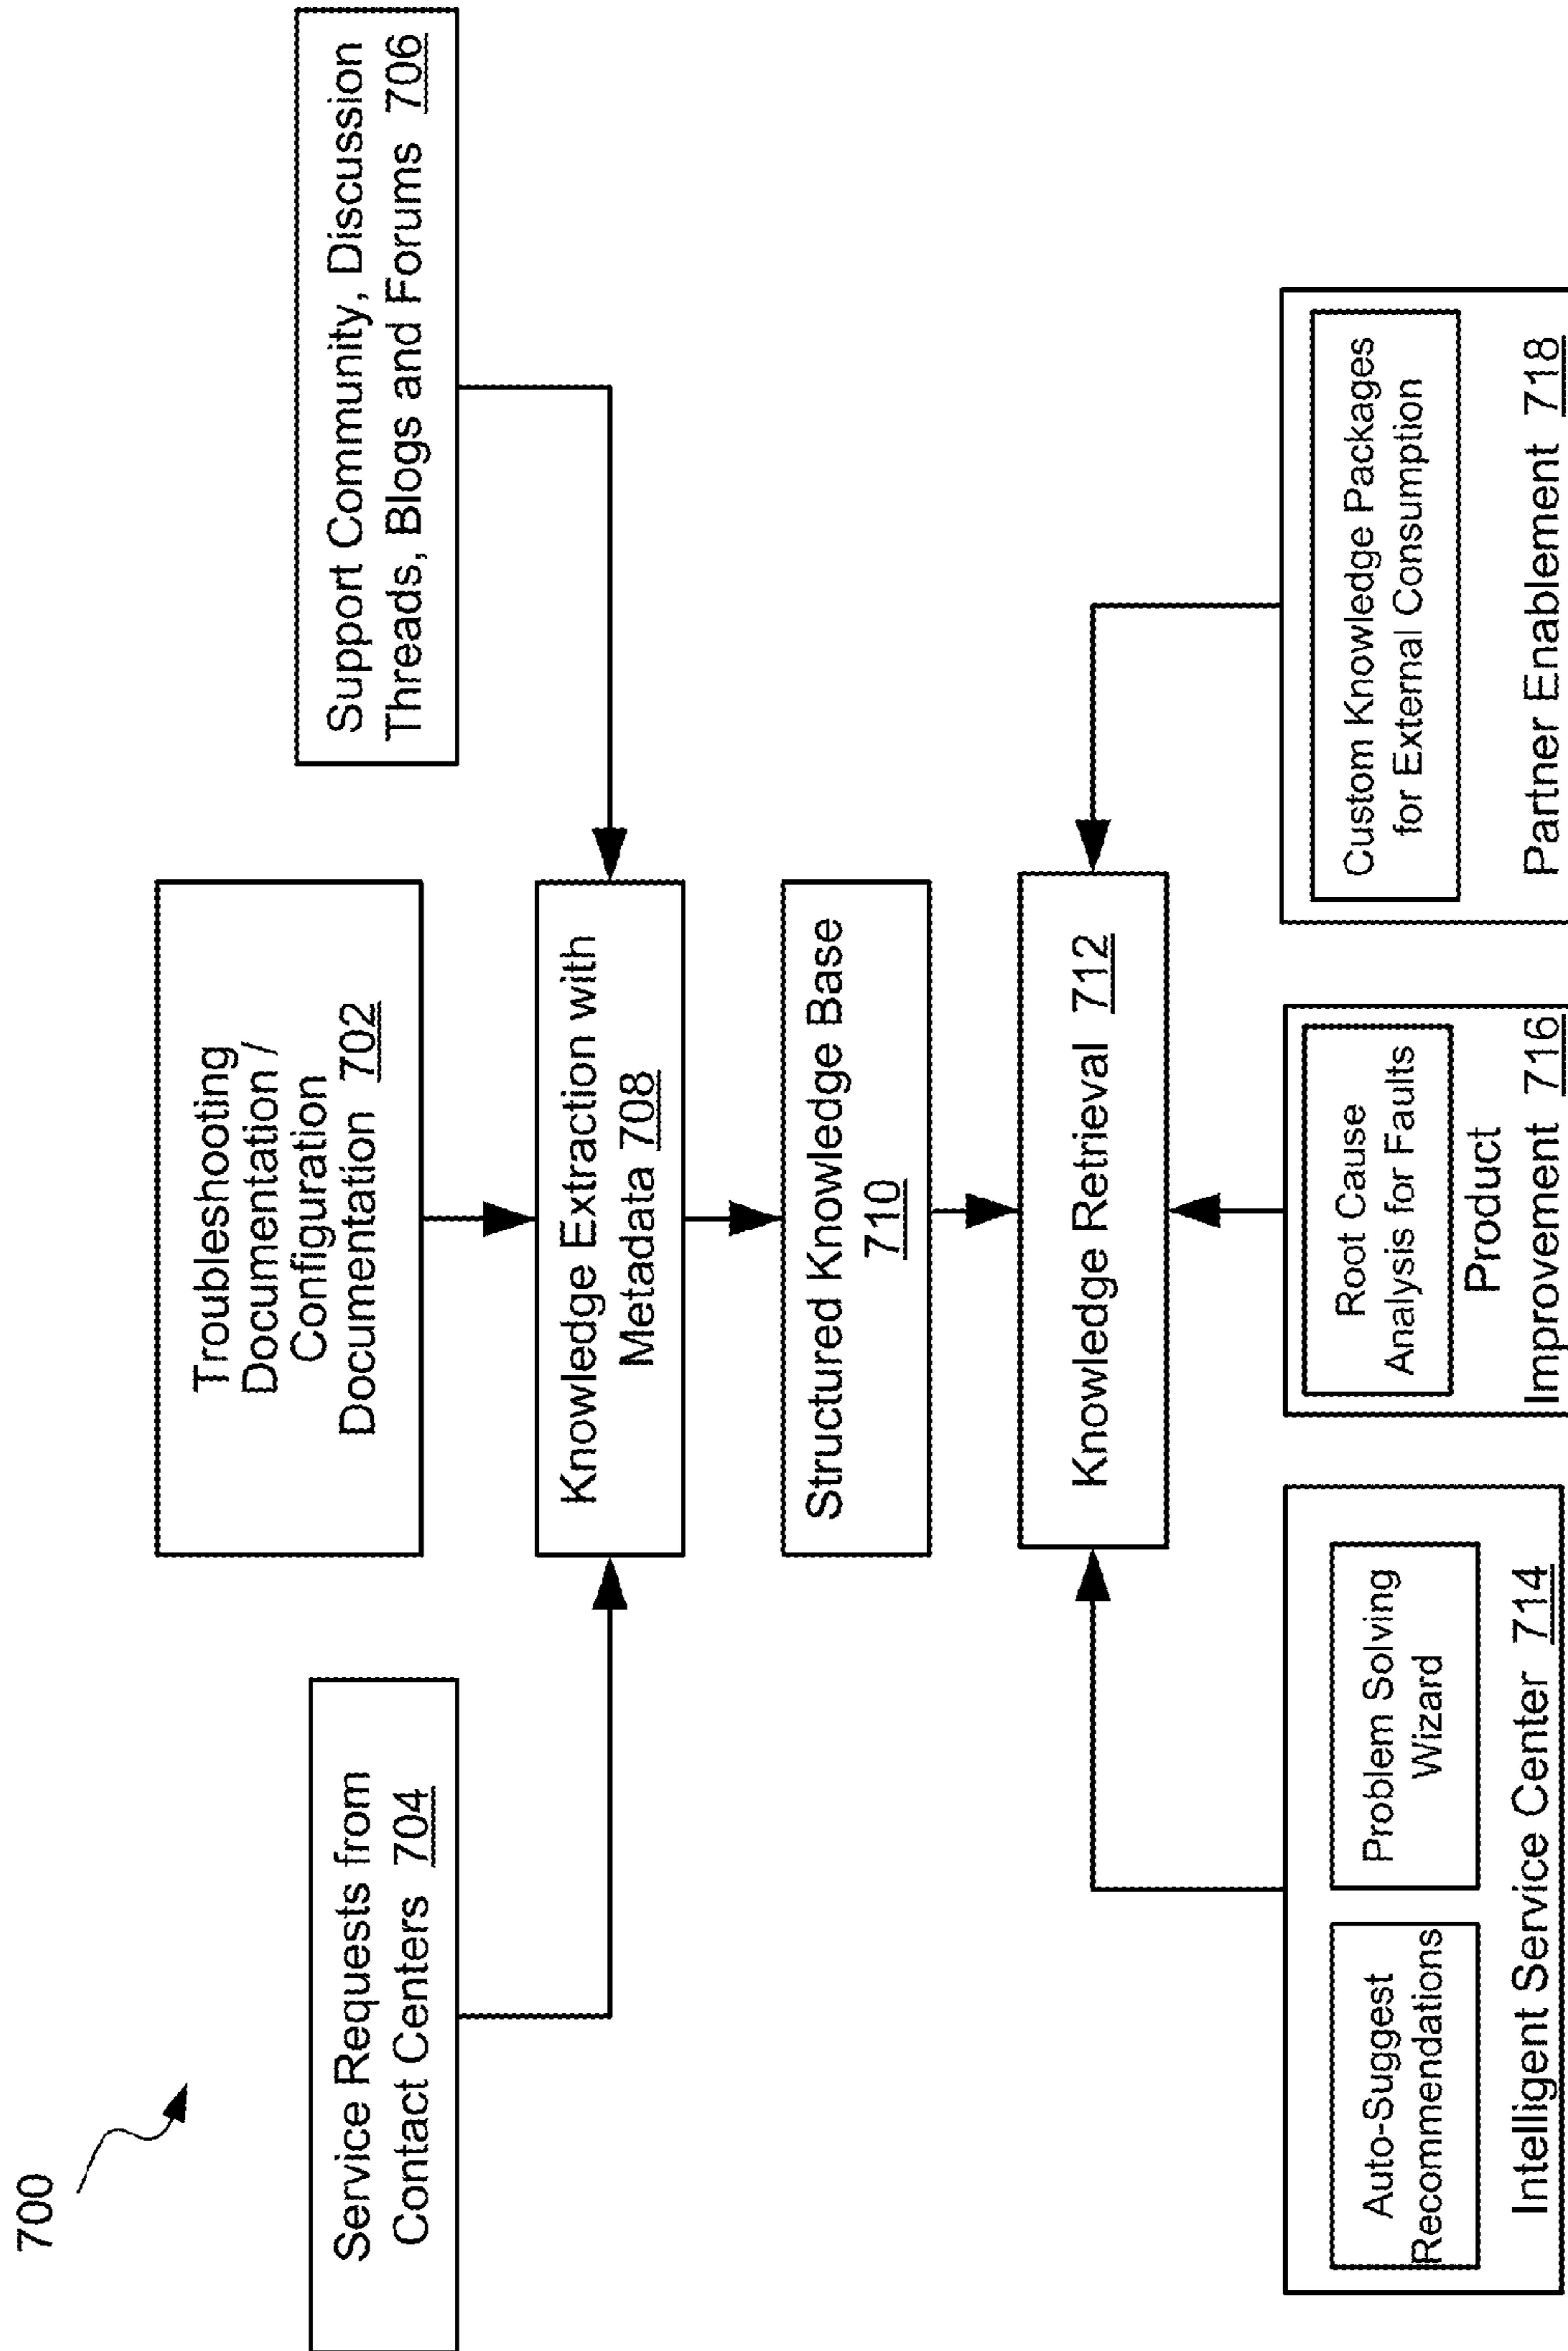 700
Troubleshooting
Documentation /
Configuration
Documentation 702
Service Requests from
Contact Centers 704
Support Community, Discussion
Threads, Blogs and Forums 706
Knowledge Extraction with
Metadata 708
Structured Knowledge Base
710
Knowledge Retrieval 712
Auto-Suggest
Recommendations
Problem Solving
Wizard
Intelligent Service Center 714
Root Cause
Analysis for Faults
Product
Improvement 716
Custom Knowledge Packages
for External Consumption
Partner Enablement 718